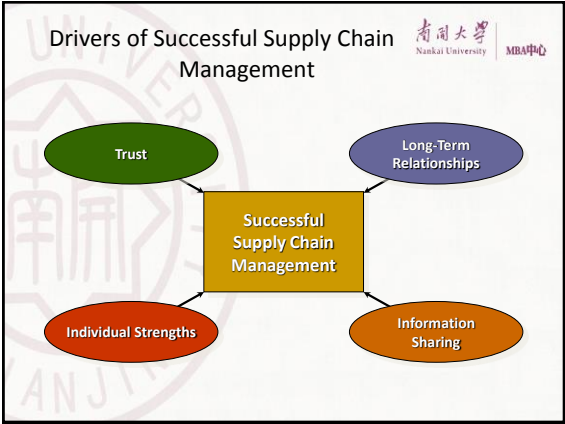 Drivers of Successful Supply Chain
Management
南開大學
Nankai University
MBA中心
Trust
Long-Term
Relationships
Successful
Supply Chain
Management
Individual Strengths
Information
Sharing